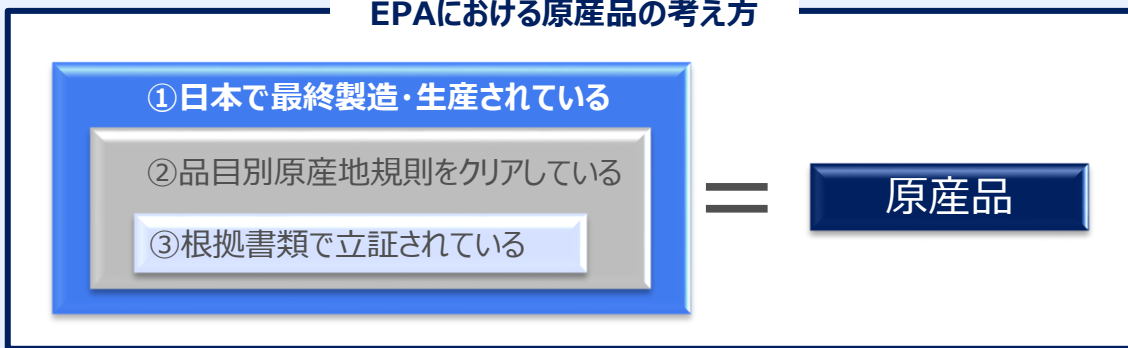 EPAにおける原産品の考え方
①日本で最終製造・生産されている
②品目別原産地規則をクリアしている
③根拠書類で立証されている
＝
原産品